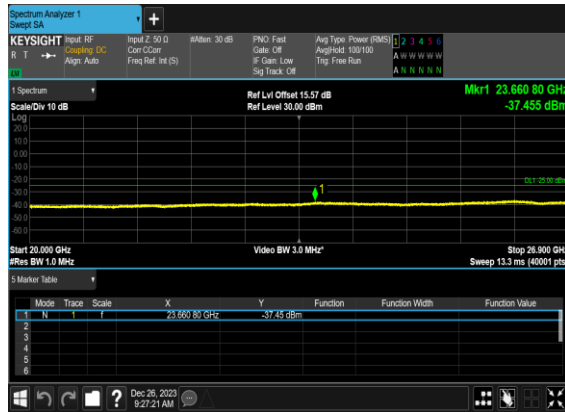 Spectrum Analyzer 1
Swept SA
+
KEYSIGHT Input: RF Input Z: 50 Ω #Atten: 30 dB PNO: Fast Avg Type: Power (RMS) 1 2 3 4 5 6
R T Coupling: DC Corr CCorr Gate: Off Avg|Hold: 100/100 A W W W W W
Align: Auto Freq Ref: Int (S) IF Gain: Low Trig: Free Run
Sig Track: Off A N N N N N
LU
1 Spectrum Ref Lvl Offset 15.57 dB Mkr1 23.660 80 GHz
Scale/Div 10 dB Ref Level 30.00 dBm -37.455 dBm
Log
20.0
10.0
0.00
-10.0
-20.0
DL1 -25.00 dBm
-30.0
1
-40.0
-50.0
-60.0
Start 20.000 GHz Video BW 3.0 MHz* Stop 26.900 GHz
#Res BW 1.0 MHz Sweep 13.3 ms (40001 pts)
5 Marker Table
Mode Trace Scale X Y Function Function Width Function Value
1 N 1 f 23.660 80 GHz -37.45 dBm
2
3
4
5
6
? Dec 26, 2023
9:27:21 AM